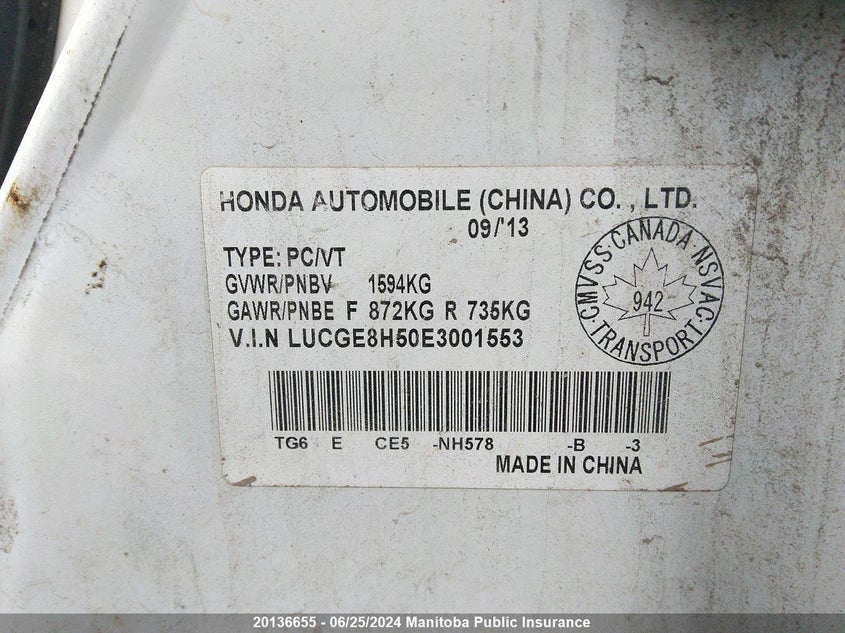 HONDA AUTOMOBILE (CHINA) CO., LTD.
09/'13
TYPE: PC/VT
GVWR/PNBV 1594KG
GAWR/PNBE F 872KG R 735KG
V.I.N LUCGE8H50E3001553
CMVSS · CANADA · NSVAC · TRANSPORT ·
942
TG6 E CE5 -NH578 -B -3
MADE IN CHINA
20136655 - 06/25/2024 Manitoba Public Insurance